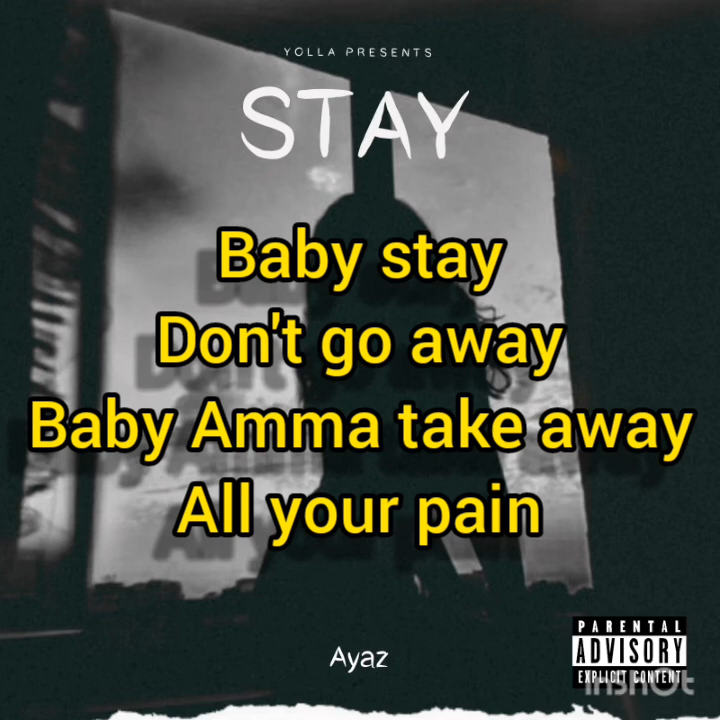 YOLLA PRESENTS
STAY
Baby stay
Don't go away
Baby Amma take away
All your pain
Ayaz
PARENTAL
ADVISORY
EXPLICIT CONTENT
InShOt